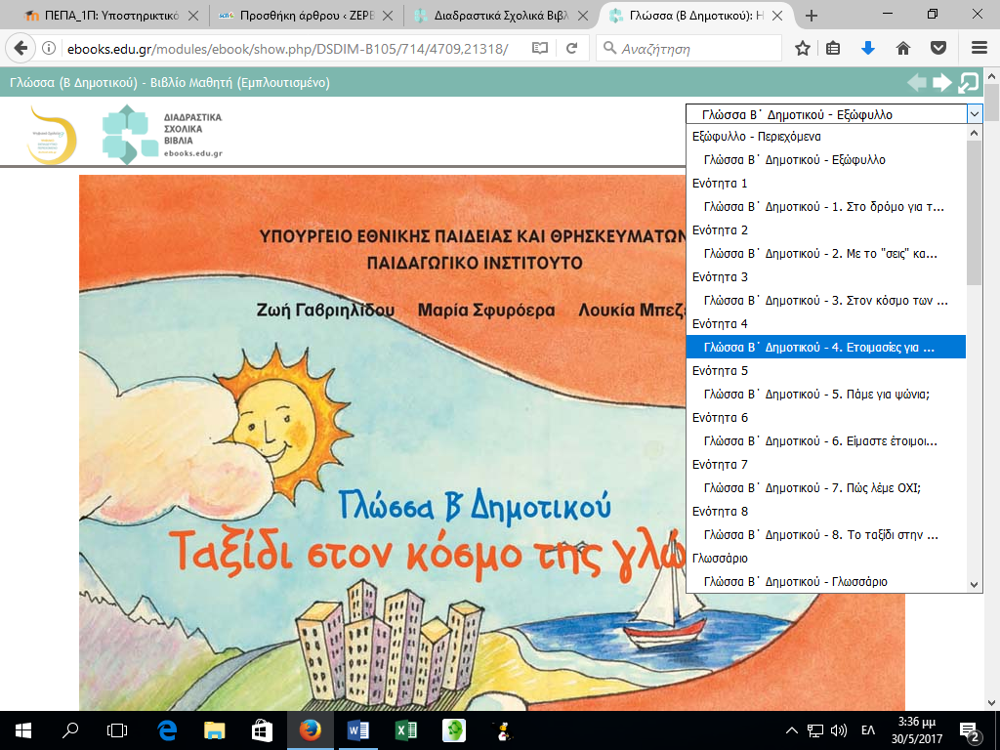 ΠΕΠΑ_1Π: Υποστηρικτικό
Προσθήκη άρθρου ‹ ΖΕΡΒ
Διαδραστικά Σχολικά Βιβλ
Γλώσσα (Β Δημοτικού): Η
ebooks.edu.gr/modules/ebook/show.php/DSDIM-B105/714/4709,21318/
Αναζήτηση
Γλώσσα (Β Δημοτικού) - Βιβλίο Μαθητή (Εμπλουτισμένο)
ΔΙΑΔΡΑΣΤΙΚΑ
ΣΧΟΛΙΚΑ
ΒΙΒΛΙΑ
ebooks.edu.gr
Γλώσσα Β΄ Δημοτικού - Εξώφυλλο
Εξώφυλλο - Περιεχόμενα
Γλώσσα Β΄ Δημοτικού - Εξώφυλλο
Ενότητα 1
Γλώσσα Β΄ Δημοτικού - 1. Στο δρόμο για τ...
Ενότητα 2
Γλώσσα Β΄ Δημοτικού - 2. Με το "σεις" κα...
Ενότητα 3
Γλώσσα Β΄ Δημοτικού - 3. Στον κόσμο των ...
Ενότητα 4
Γλώσσα Β΄ Δημοτικού - 4. Ετοιμασίες για ...
Ενότητα 5
Γλώσσα Β΄ Δημοτικού - 5. Πάμε για ψώνια;
Ενότητα 6
Γλώσσα Β΄ Δημοτικού - 6. Είμαστε έτοιμοι...
Ενότητα 7
Γλώσσα Β΄ Δημοτικού - 7. Πώς λέμε ΟΧΙ;
Ενότητα 8
Γλώσσα Β΄ Δημοτικού - 8. Το ταξίδι στην ...
Γλωσσάριο
Γλώσσα Β΄ Δημοτικού - Γλωσσάριο
ΥΠΟΥΡΓΕΙΟ ΕΘΝΙΚΗΣ ΠΑΙΔΕΙΑΣ ΚΑΙ ΘΡΗΣΚΕΥΜΑΤΩΝ
ΠΑΙΔΑΓΩΓΙΚΟ ΙΝΣΤΙΤΟΥΤΟ
Ζωή Γαβριηλίδου Μαρία Σφυρόερα Λουκία Μπεζέ
Γλώσσα Β΄ Δημοτικού
Ταξίδι στον κόσμο της γλώ
ΕΛ
3:36 μμ
30/5/2017
2